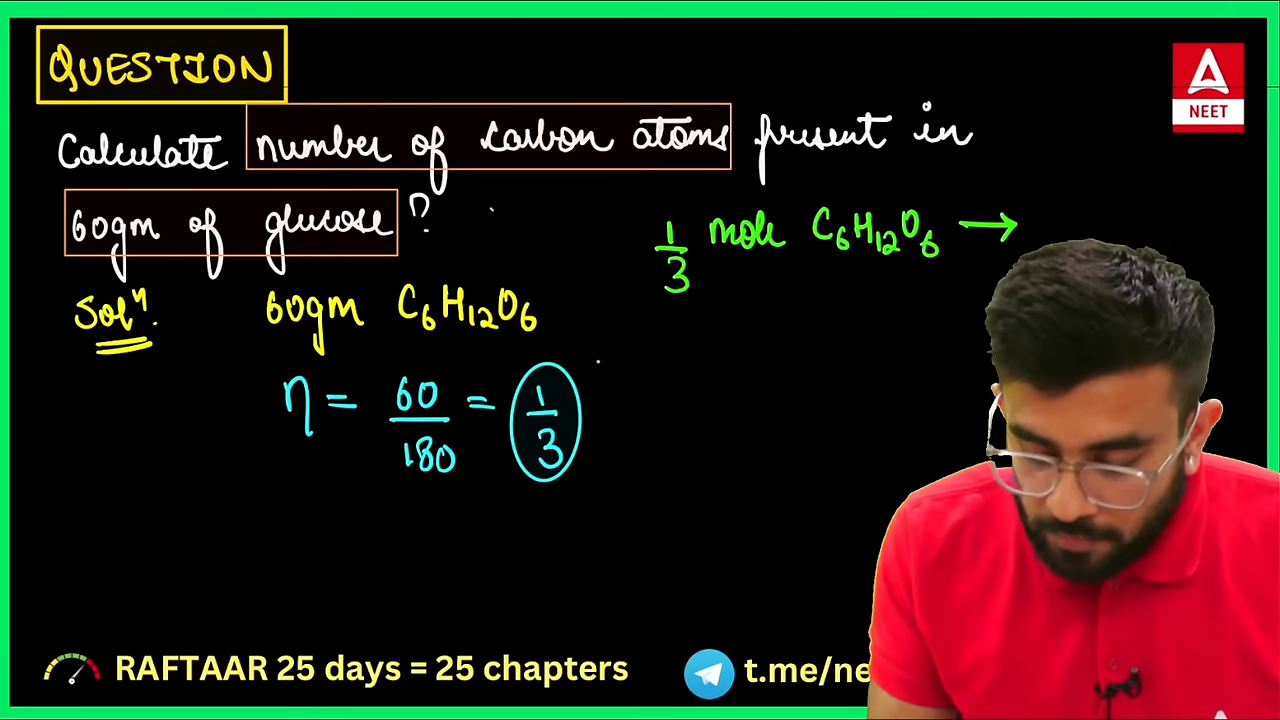 QUESTION
NEET
Calculate number of carbon atoms present in
60gm of glucose ?
1/3 mole C₆H₁₂O₆ →
Solⁿ. 60gm C₆H₁₂O₆
η = 60/180 = 1/3
RAFTAAR 25 days = 25 chapters
t.me/ne